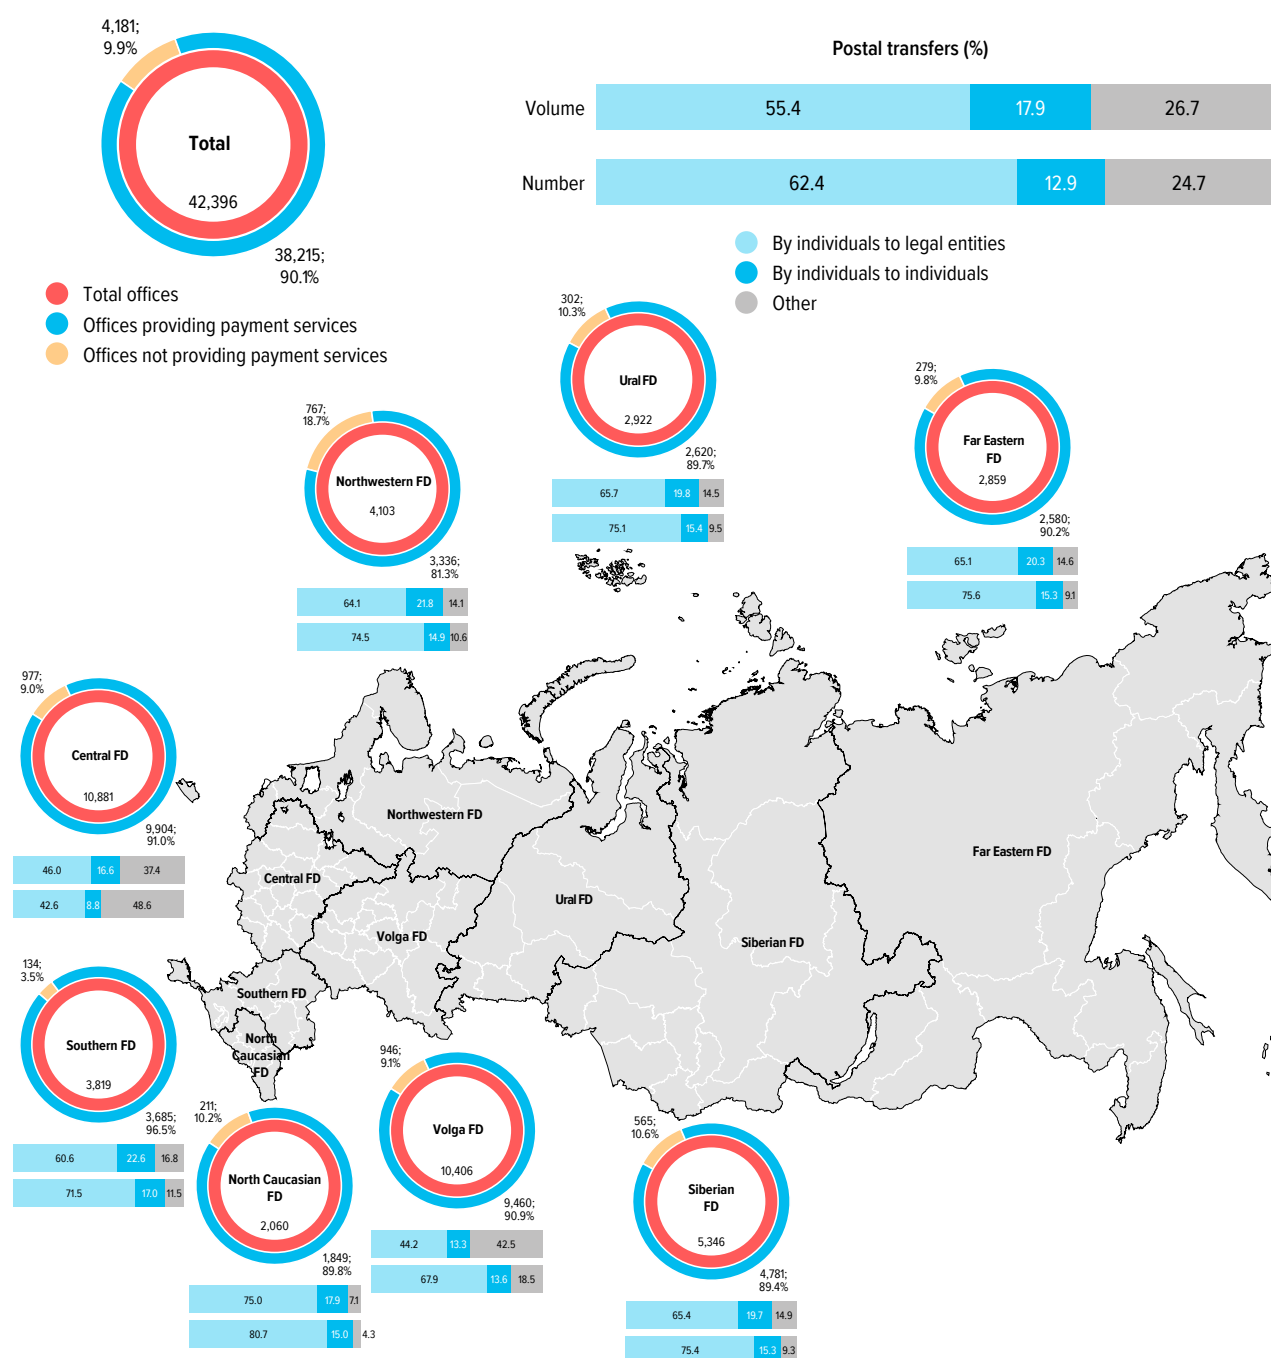 4,181;
9.9%
Total
42,396
38,215;
90.1%
Total offices
Offices providing payment services
Offices not providing payment services
Postal transfers (%)
Volume 55.4 17.9 26.7
Number 62.4 12.9 24.7
By individuals to legal entities
By individuals to individuals
Other
302;
10.3%
Ural FD
2,922
2,620;
89.7%
65.7 19.8 14.5
75.1 15.4 9.5
279;
9.8%
Far Eastern
FD
2,859
2,580;
90.2%
65.1 20.3 14.6
75.6 15.3 9.1
767;
18.7%
Northwestern FD
4,103
3,336;
81.3%
64.1 21.8 14.1
74.5 14.9 10.6
977;
9.0%
Central FD
10,881
9,904;
91.0%
46.0 16.6 37.4
42.6 8.8 48.6
Northwestern FD
Central FD
Volga FD
Ural FD
Siberian FD
Far Eastern FD
Southern FD
North
Caucasian
FD
134;
3.5%
Southern FD
3,819
3,685;
96.5%
60.6 22.6 16.8
71.5 17.0 11.5
211;
10.2%
North Caucasian
FD
2,060
1,849;
89.8%
75.0 17.9 7.1
80.7 15.0 4.3
946;
9.1%
Volga FD
10,406
9,460;
90.9%
44.2 13.3 42.5
67.9 13.6 18.5
565;
10.6%
Siberian
FD
5,346
4,781;
89.4%
65.4 19.7 14.9
75.4 15.3 9.3